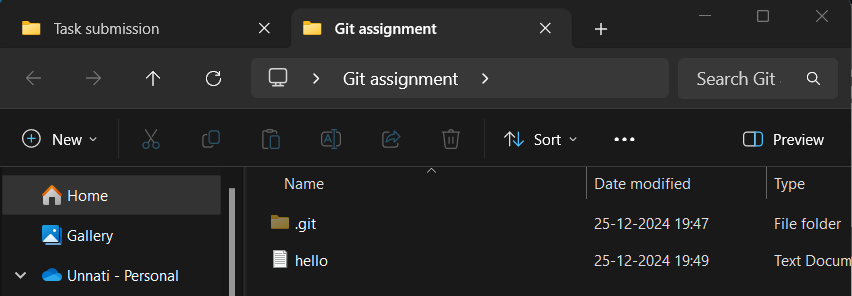 Task submission
Git assignment
Git assignment
Search Git
New
Sort
Preview
Name
Date modified
Type
Home
.git
25-12-2024 19:47
File folder
Gallery
hello
25-12-2024 19:49
Text Docum
Unnati - Personal